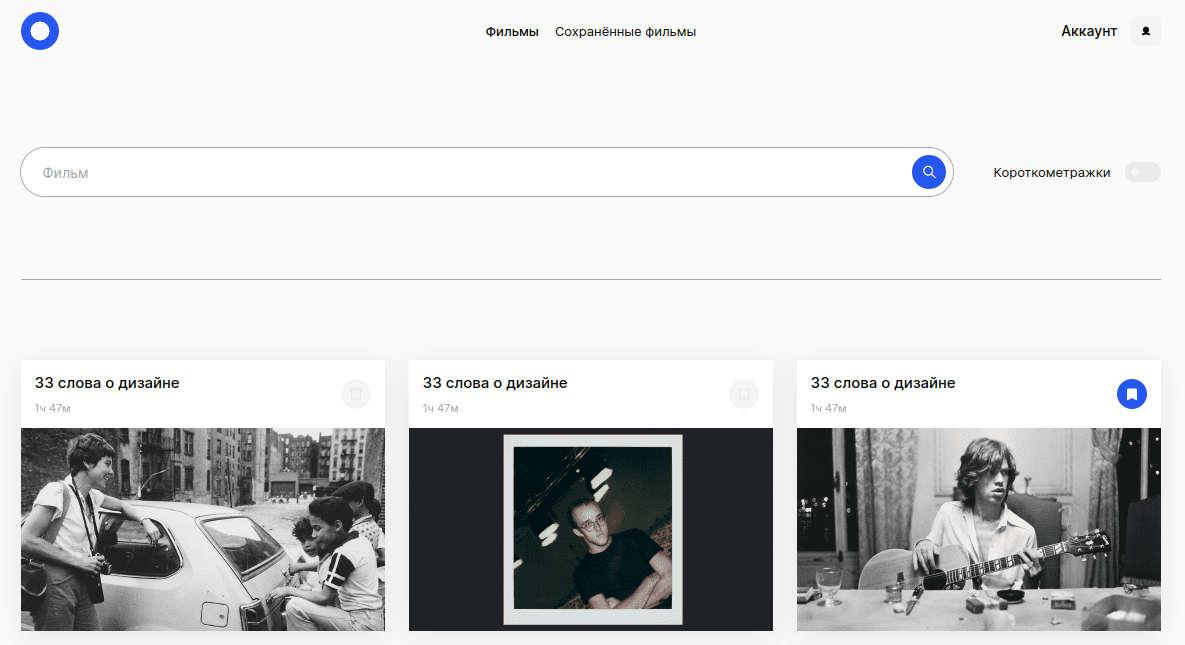 Фильмы Сохранённые фильмы Аккаунт
Фильм
Короткометражки
33 слова о дизайне
1ч 47м
33 слова о дизайне
1ч 47м
33 слова о дизайне
1ч 47м